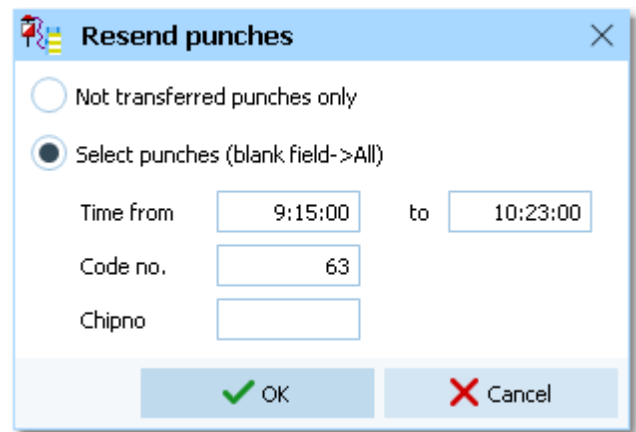 Resend punches
Not transferred punches only
Select punches (blank field->All)
Time from 9:15:00 to 10:23:00
Code no. 63
Chipno
OK Cancel